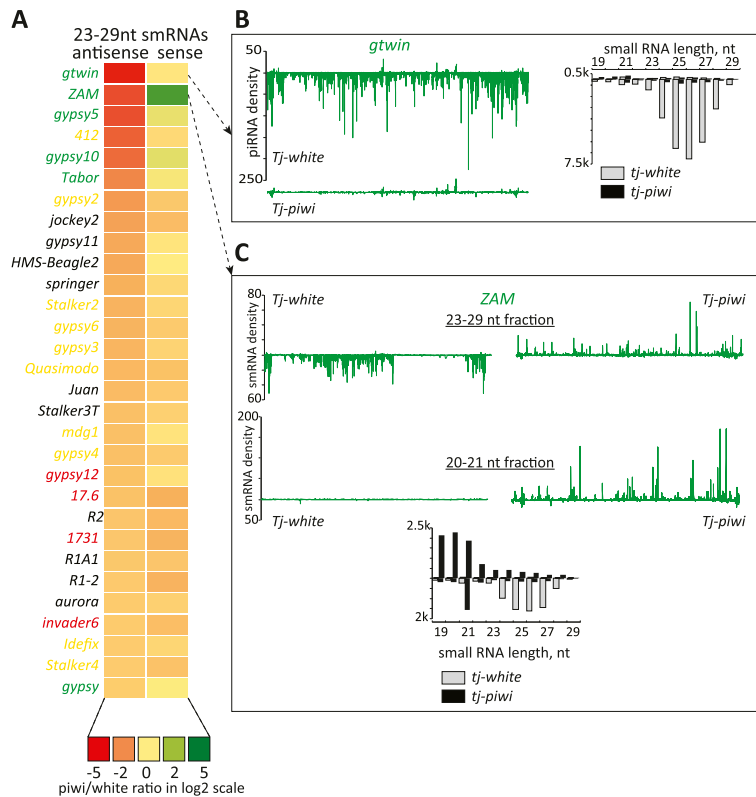 A
23-29nt smRNAs
antisense sense
gtwin
ZAM
gypsy5
412
gypsy10
Tabor
gypsy2
jockey2
gypsy11
HMS-Beagle2
springer
Stalker2
gypsy6
gypsy3
Quasimodo
Juan
Stalker3T
mdg1
gypsy4
gypsy12
17.6
R2
1731
R1A1
R1-2
aurora
invader6
Idefix
Stalker4
gypsy
-5 -2 0 2 5
piwi/white ratio in log2 scale
B
50
gtwin
piRNA density
Tj-white
250
Tj-piwi
small RNA length, nt
19 21 23 25 27 29
0.5k
7.5k
tj-white
tj-piwi
C
80
Tj-white
ZAM
Tj-piwi
23-29 nt fraction
smRNA density
60
200
20-21 nt fraction
smRNA density
50
Tj-white
Tj-piwi
2.5k
2k
19 21 23 25 27 29
small RNA length, nt
tj-white
tj-piwi